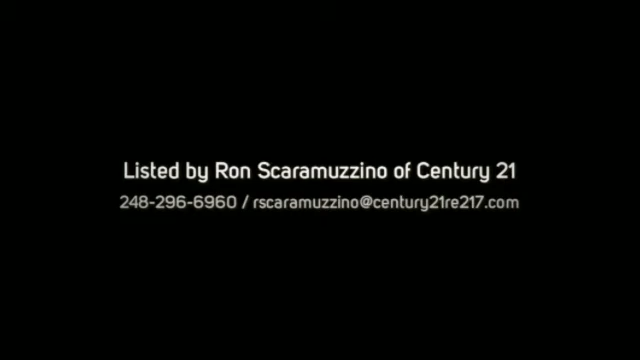 Listed by Ron Scaramuzzino of Century 21
248-296-6960 / rscaramuzzino@century21re217.com